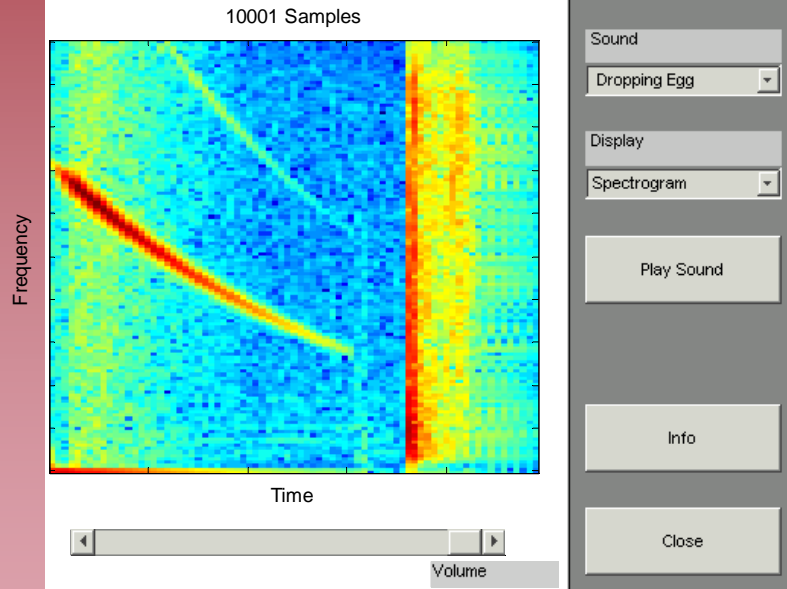 10001 Samples
Frequency
Time
Volume
Sound
Dropping Egg
Display
Spectrogram
Play Sound
Info
Close